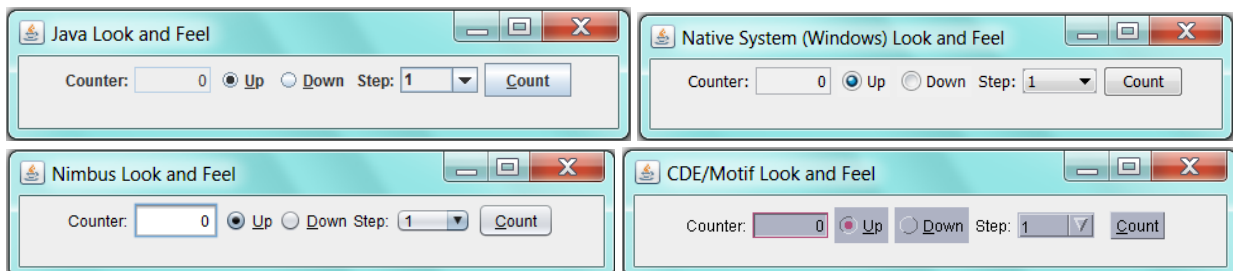 Java Look and Feel
Counter: 0 Up Down Step: 1 Count
Native System (Windows) Look and Feel
Counter: 0 Up Down Step: 1 Count
Nimbus Look and Feel
Counter: 0 Up Down Step: 1 Count
CDE/Motif Look and Feel
Counter: 0 Up Down Step: 1 Count